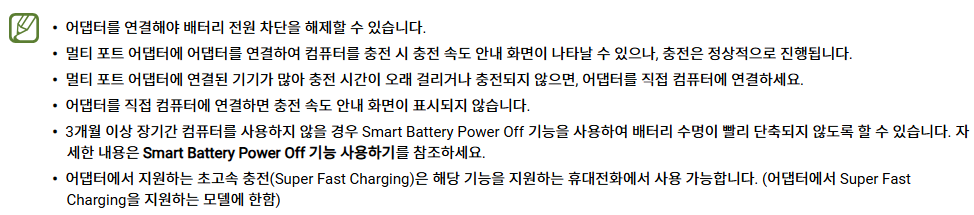 • 어댑터를 연결해야 배터리 전원 차단을 해제할 수 있습니다.
• 멀티 포트 어댑터에 어댑터를 연결하여 컴퓨터를 충전 시 충전 속도 안내 화면이 나타날 수 있으나, 충전은 정상적으로 진행됩니다.
• 멀티 포트 어댑터에 연결된 기기가 많아 충전 시간이 오래 걸리거나 충전되지 않으면, 어댑터를 직접 컴퓨터에 연결하세요.
• 어댑터를 직접 컴퓨터에 연결하면 충전 속도 안내 화면이 표시되지 않습니다.
• 3개월 이상 장기간 컴퓨터를 사용하지 않을 경우 Smart Battery Power Off 기능을 사용하여 배터리 수명이 빨리 단축되지 않도록 할 수 있습니다. 자
세한 내용은 Smart Battery Power Off 기능 사용하기를 참조하세요.
• 어댑터에서 지원하는 초고속 충전(Super Fast Charging)은 해당 기능을 지원하는 휴대전화에서 사용 가능합니다. (어댑터에서 Super Fast
Charging을 지원하는 모델에 한함)